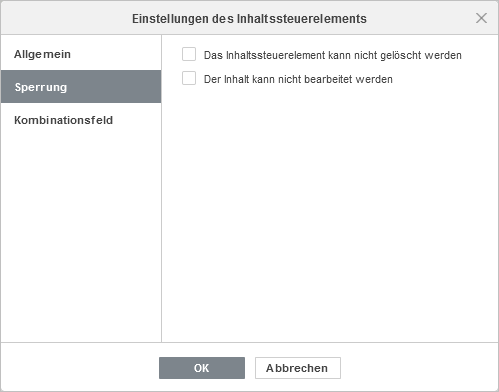 Einstellungen des Inhaltssteuerelements
Allgemein
Sperrung
Kombinationsfeld
Das Inhaltssteuerelement kann nicht gelöscht werden
Der Inhalt kann nicht bearbeitet werden
OK
Abbrechen